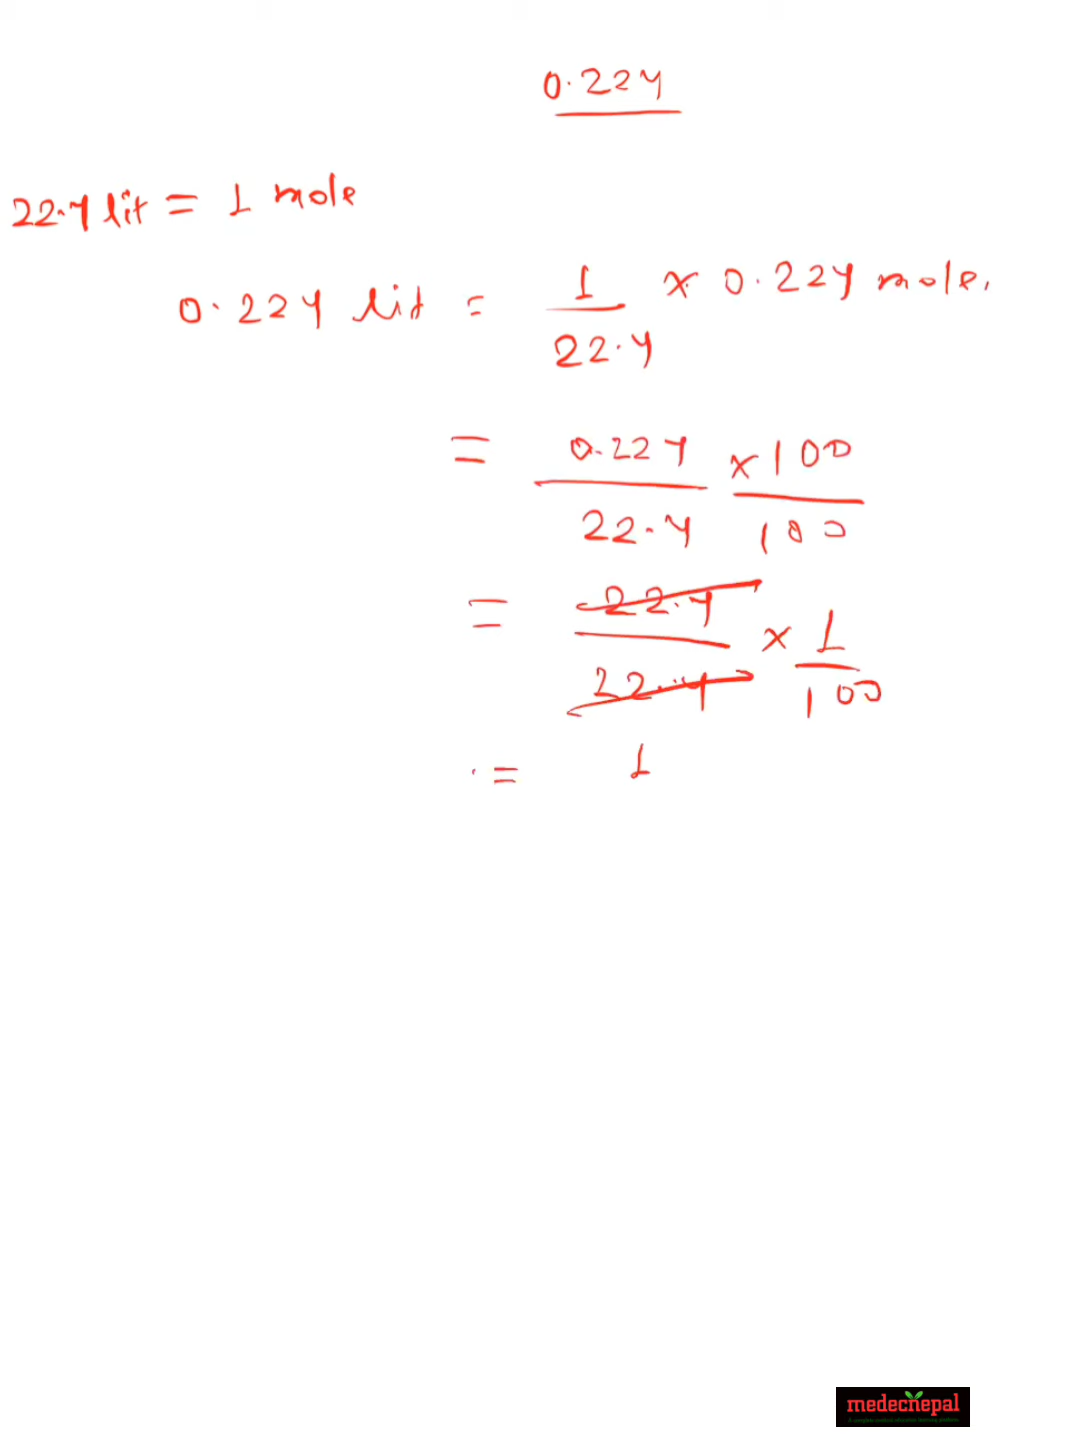 0.224
22.4 lit = 1 mole
0.224 lit = 1/22.4 × 0.224 mole.
= 0.224/22.4 × 100/100
= 22.4/22.4 × 1/100
= 1
medecnepal